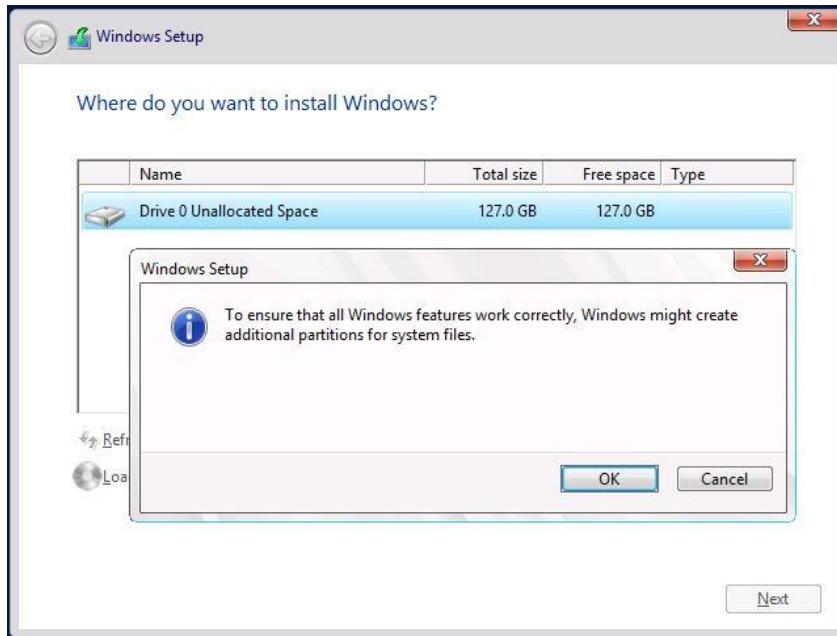 Windows Setup
Where do you want to install Windows?
Name Total size Free space Type
Drive 0 Unallocated Space 127.0 GB 127.0 GB
Windows Setup
To ensure that all Windows features work correctly, Windows might create
additional partitions for system files.
Refr
Loa
OK Cancel
Next